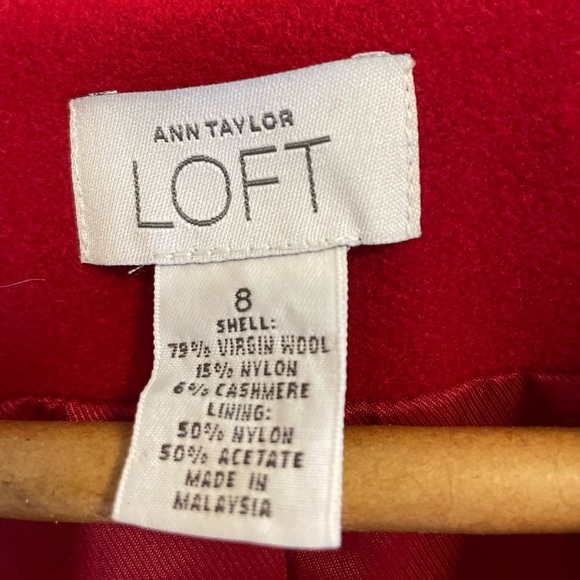 ANN TAYLOR
LOFT
8
SHELL:
79% VIRGIN WOOL
15% NYLON
6% CASHMERE
LINING:
50% NYLON
50% ACETATE
MADE IN
MALAYSIA